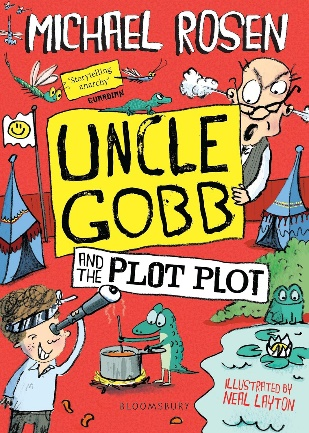 MICHAEL ROSEN
'Storytelling
anarchy'
GUARDIAN
UNCLE
GOBB
AND THE PLOT PLOT
ILLUSTRATED BY
NEAL LAYTON
BLOOMSBURY